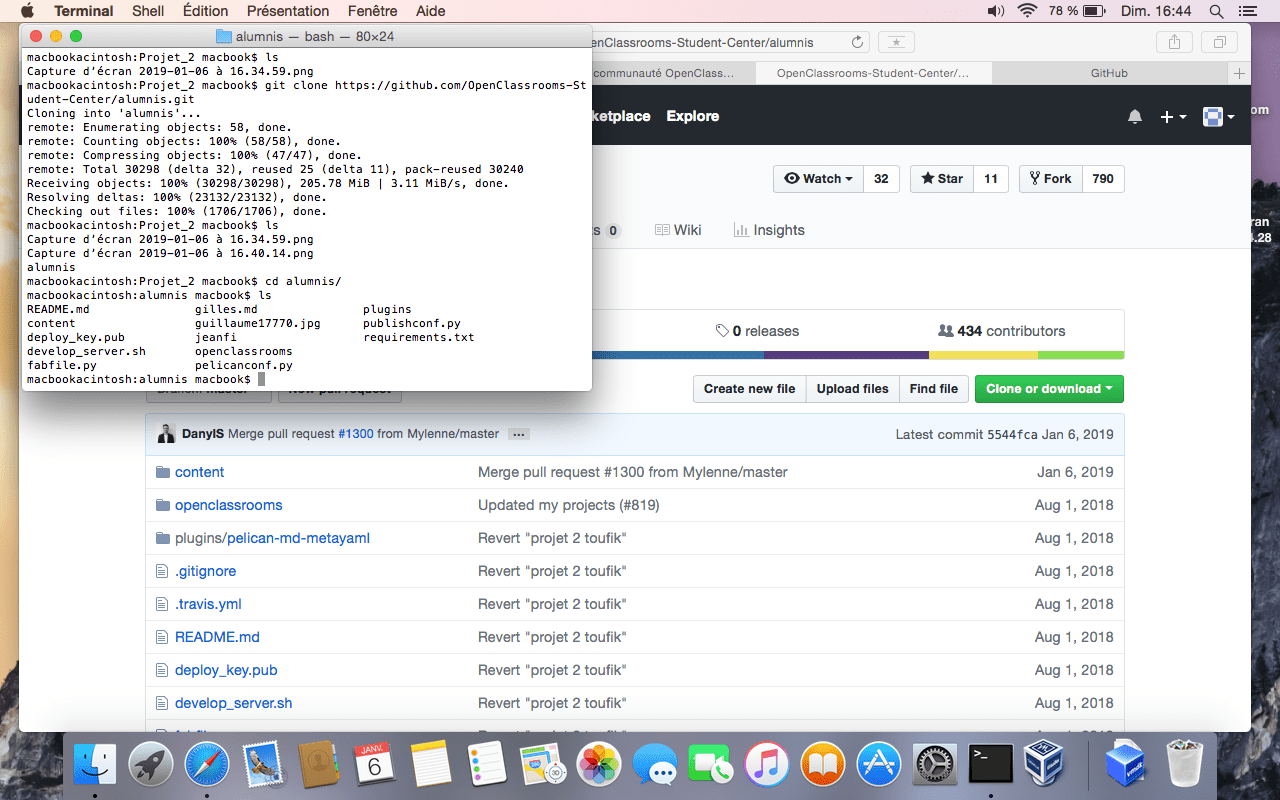 Terminal Shell Édition Présentation Fenêtre Aide 78 % Dim. 16:44
alumnis — bash — 80×24
macbookacintosh:Projet_2 macbook$ ls
Capture d’écran 2019-01-06 à 16.34.59.png
macbookacintosh:Projet_2 macbook$ git clone https://github.com/OpenClassrooms-St
udent-Center/alumnis.git
Cloning into 'alumnis'...
remote: Enumerating objects: 58, done.
remote: Counting objects: 100% (58/58), done.
remote: Compressing objects: 100% (47/47), done.
remote: Total 30298 (delta 32), reused 25 (delta 11), pack-reused 30240
Receiving objects: 100% (30298/30298), 205.78 MiB | 3.11 MiB/s, done.
Resolving deltas: 100% (23132/23132), done.
Checking out files: 100% (1706/1706), done.
macbookacintosh:Projet_2 macbook$ ls
Capture d’écran 2019-01-06 à 16.34.59.png
Capture d’écran 2019-01-06 à 16.40.14.png
alumnis
macbookacintosh:Projet_2 macbook$ cd alumnis/
macbookacintosh:alumnis macbook$ ls
README.md gilles.md plugins
content guillaume17770.jpg publishconf.py
deploy_key.pub jeanfi requirements.txt
develop_server.sh openclassrooms
fabfile.py pelicanconf.py
macbookacintosh:alumnis macbook$
enClassrooms-Student-Center/alumnis
communauté OpenClass... OpenClassrooms-Student-Center/... GitHub
ketplace Explore
Watch 32 Star 11 Fork 790
ts 0 Wiki Insights
0 releases 434 contributors
Create new file Upload files Find file Clone or download
DanyIS Merge pull request #1300 from Mylenne/master ... Latest commit 5544fca Jan 6, 2019
content Merge pull request #1300 from Mylenne/master Jan 6, 2019
openclassrooms Updated my projects (#819) Aug 1, 2018
plugins/pelican-md-metayaml Revert "projet 2 toufik" Aug 1, 2018
.gitignore Revert "projet 2 toufik" Aug 1, 2018
.travis.yml Revert "projet 2 toufik" Aug 1, 2018
README.md Revert "projet 2 toufik" Aug 1, 2018
deploy_key.pub Revert "projet 2 toufik" Aug 1, 2018
develop_server.sh Revert "projet 2 toufik" Aug 1, 2018
om
ran
4.28
JANV.
6
3D
>_